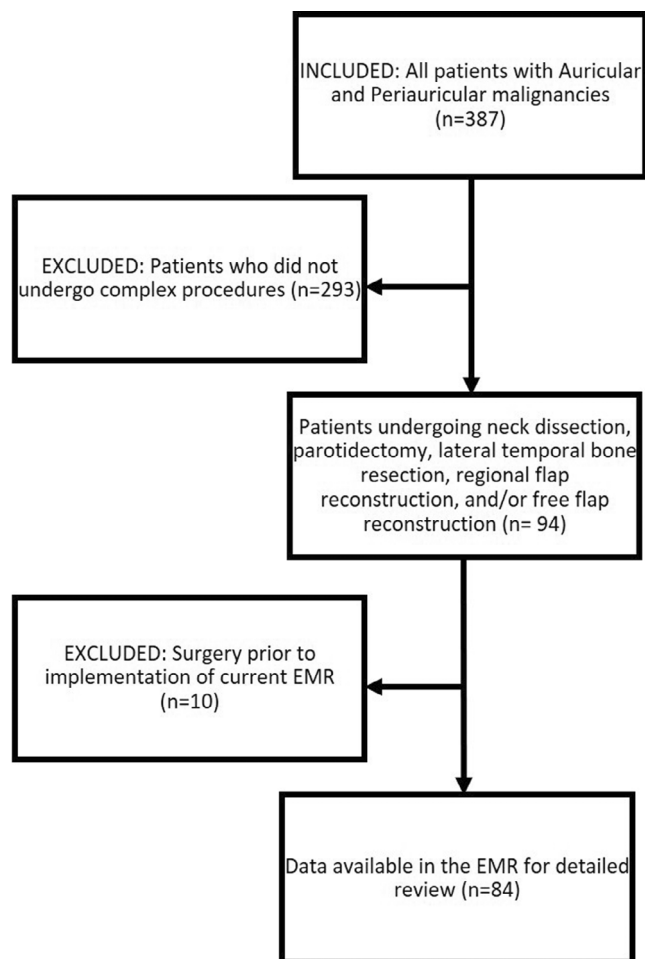 INCLUDED: All patients with Auricular
and Periauricular malignancies
(n=387)
EXCLUDED: Patients who did not
undergo complex procedures (n=293)
Patients undergoing neck dissection,
parotidectomy, lateral temporal bone
resection, regional flap
reconstruction, and/or free flap
reconstruction (n= 94)
EXCLUDED: Surgery prior to
implementation of current EMR
(n=10)
Data available in the EMR for detailed
review (n=84)